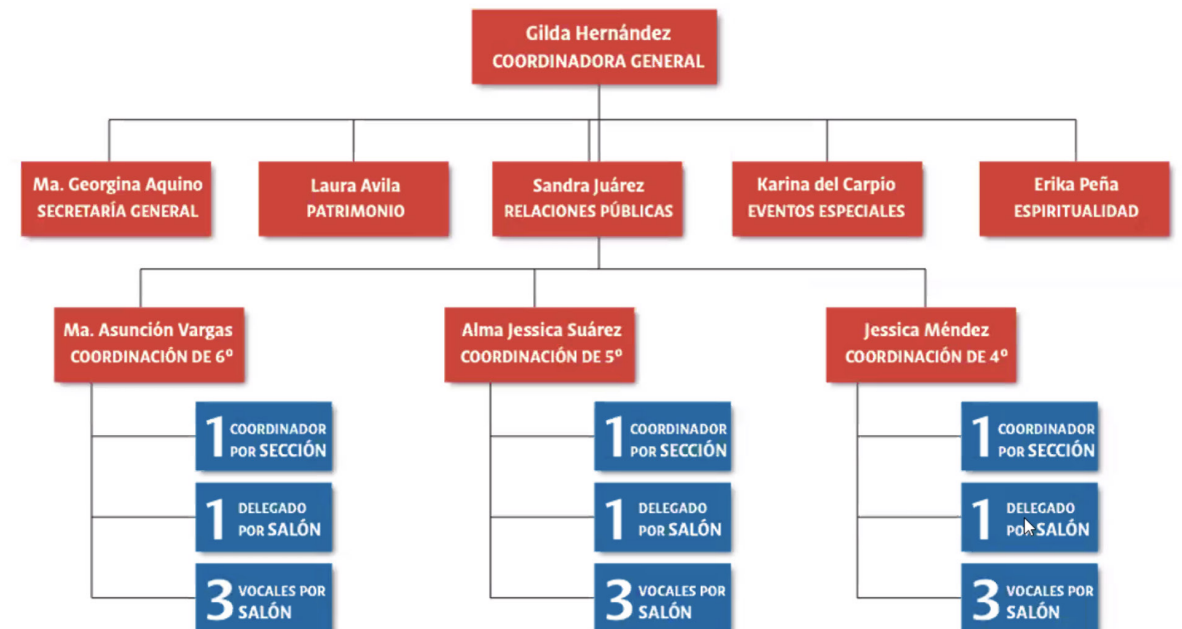 Gilda Hernández
COORDINADORA GENERAL
Ma. Georgina Aquino
SECRETARÍA GENERAL
Laura Avila
PATRIMONIO
Sandra Juárez
RELACIONES PÚBLICAS
Karina del Carpio
EVENTOS ESPECIALES
Erika Peña
ESPIRITUALIDAD
Ma. Asunción Vargas
COORDINACIÓN DE 6º
Alma Jessica Suárez
COORDINACIÓN DE 5º
Jessica Méndez
COORDINACIÓN DE 4º
1 COORDINADOR
POR SECCIÓN
1 DELEGADO
POR SALÓN
3 VOCALES POR
SALÓN
1 COORDINADOR
POR SECCIÓN
1 DELEGADO
POR SALÓN
3 VOCALES POR
SALÓN
1 COORDINADOR
POR SECCIÓN
1 DELEGADO
POR SALÓN
3 VOCALES POR
SALÓN